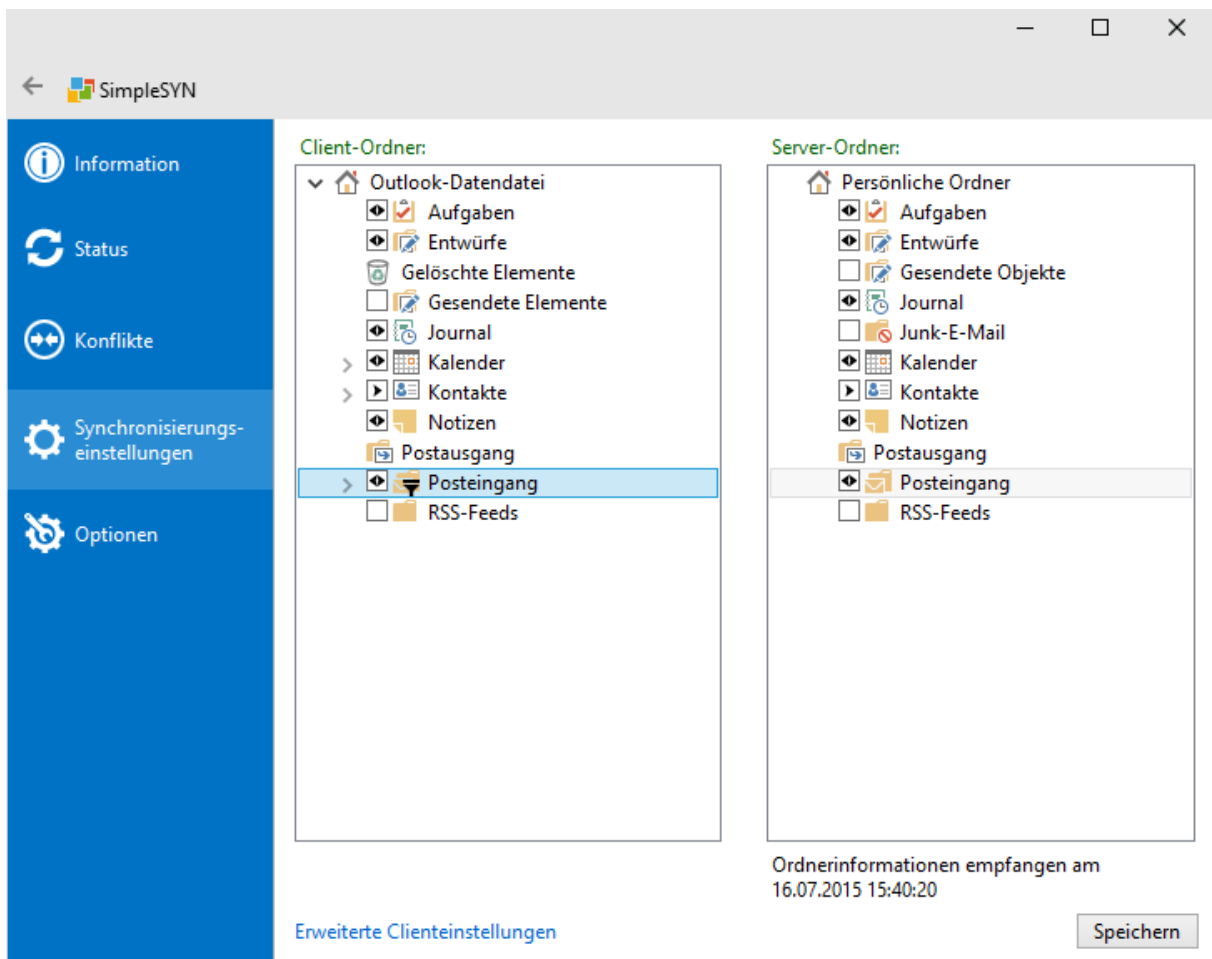 SimpleSYN
Information
Status
Konflikte
Synchronisierungs-
einstellungen
Optionen
Client-Ordner:
Outlook-Datendatei
Aufgaben
Entwürfe
Gelöschte Elemente
Gesendete Elemente
Journal
Kalender
Kontakte
Notizen
Postausgang
Posteingang
RSS-Feeds
Server-Ordner:
Persönliche Ordner
Aufgaben
Entwürfe
Gesendete Objekte
Journal
Junk-E-Mail
Kalender
Kontakte
Notizen
Postausgang
Posteingang
RSS-Feeds
Ordnerinformationen empfangen am
16.07.2015 15:40:20
Erweiterte Clienteinstellungen
Speichern